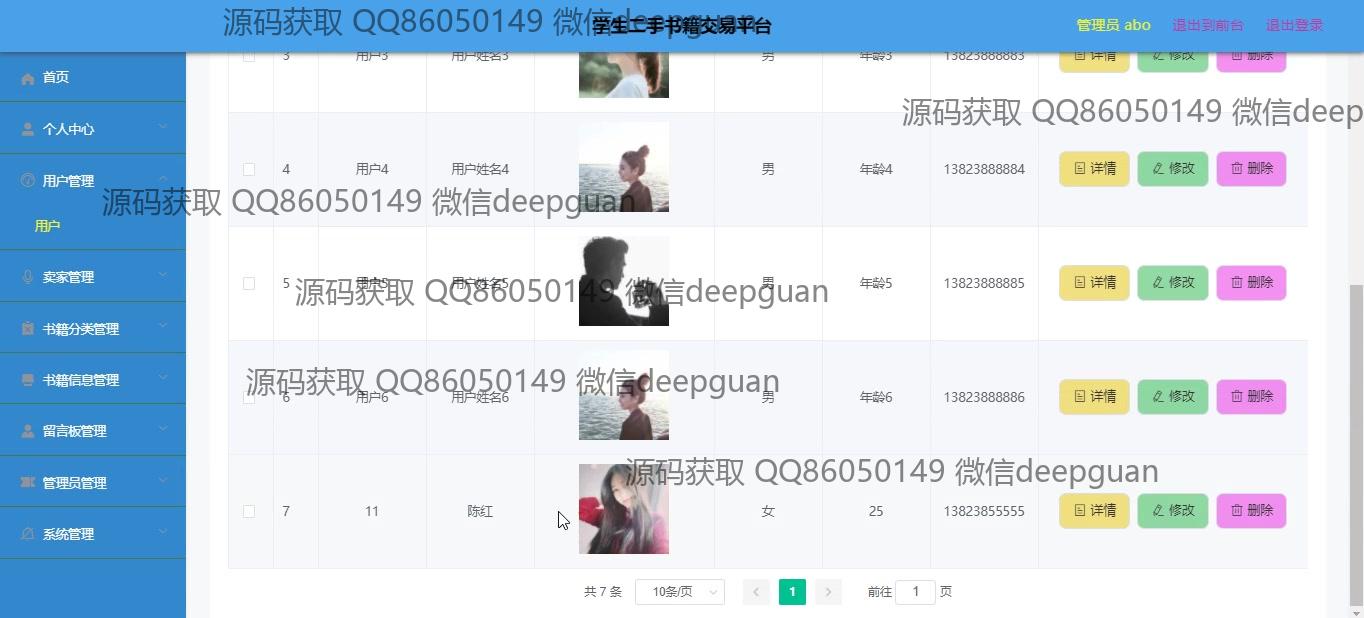 源码获取 QQ86050149 微信deepguan
学生二手书籍交易平台
管理员 abo 退出到前台 退出登录
首页
个人中心
用户管理
用户
卖家管理
书籍分类管理
书籍信息管理
留言板管理
管理员管理
系统管理
3 用户3 用户姓名3 男 年龄3 13823888883 详情 修改 删除
源码获取 QQ86050149 微信deep
4 用户4 用户姓名4 男 年龄4 13823888884 详情 修改 删除
源码获取 QQ86050149 微信deepguan
5 用户5 用户姓名5 男 年龄5 13823888885 详情 修改 删除
源码获取 QQ86050149 微信deepguan
源码获取 QQ86050149 微信deepguan
6 用户6 用户姓名6 男 年龄6 13823888886 详情 修改 删除
源码获取 QQ86050149 微信deepguan
7 11 陈红 女 25 13823855555 详情 修改 删除
共 7 条 10条/页 1 前往 1 页